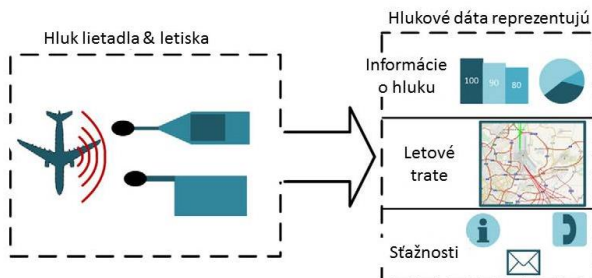 Hluk lietadla & letiska
Hlukové dáta reprezentujú
Informácie
o hluku
100
90
80
Letové
trate
Sťažnosti